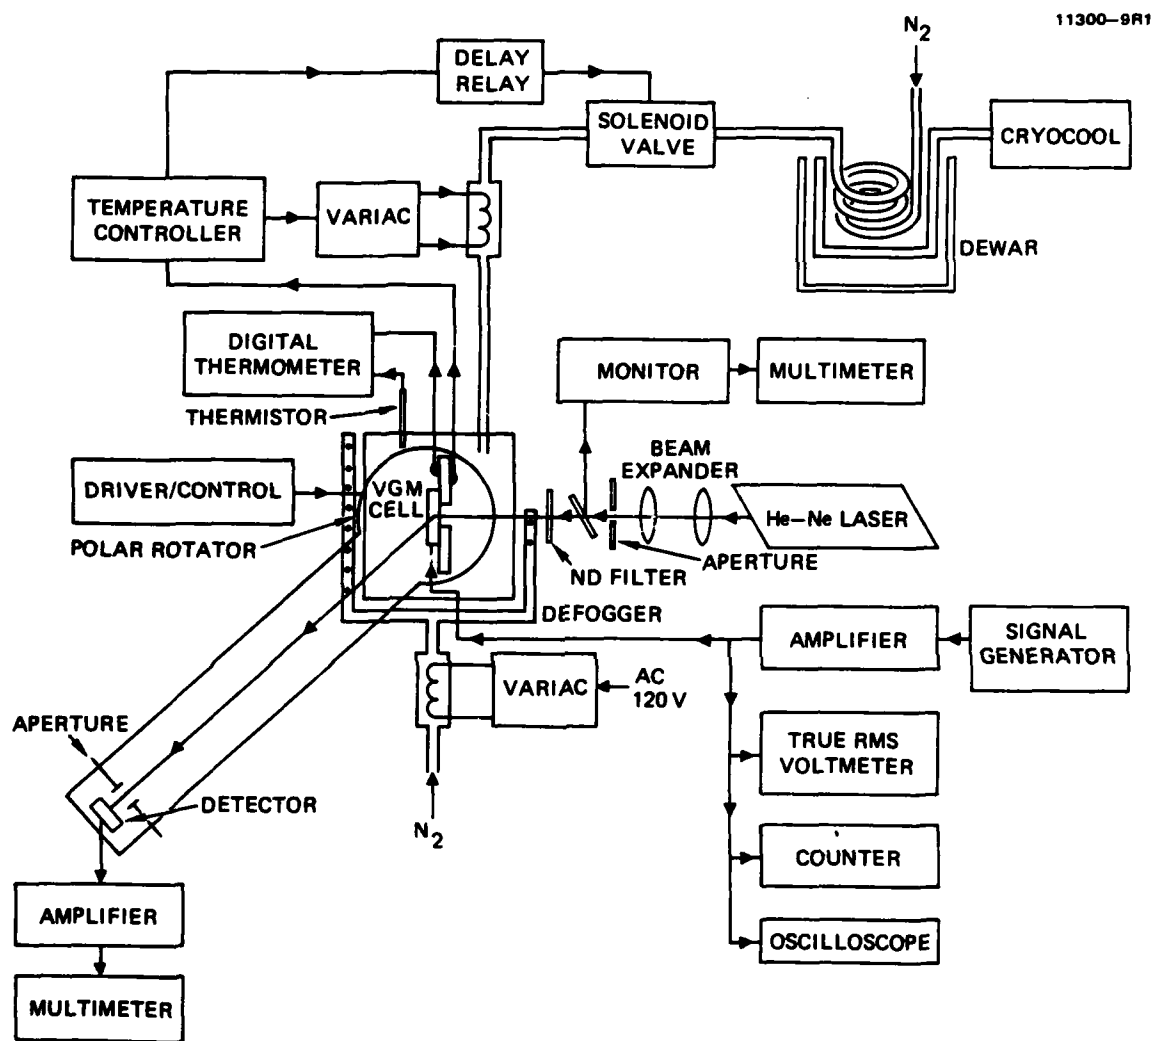 11300-9R1
N2
DELAY
RELAY
SOLENOID
VALVE
CRYOCOOL
TEMPERATURE
CONTROLLER
VARIAC
DEWAR
DIGITAL
THERMOMETER
MONITOR
MULTIMETER
THERMISTOR
BEAM
EXPANDER
DRIVER/CONTROL
VGM
CELL
He-Ne LASER
POLAR ROTATOR
ND FILTER
APERTURE
DEFOGGER
AMPLIFIER
SIGNAL
GENERATOR
VARIAC
AC
120 V
APERTURE
TRUE RMS
VOLTMETER
DETECTOR
N2
COUNTER
AMPLIFIER
OSCILLOSCOPE
MULTIMETER